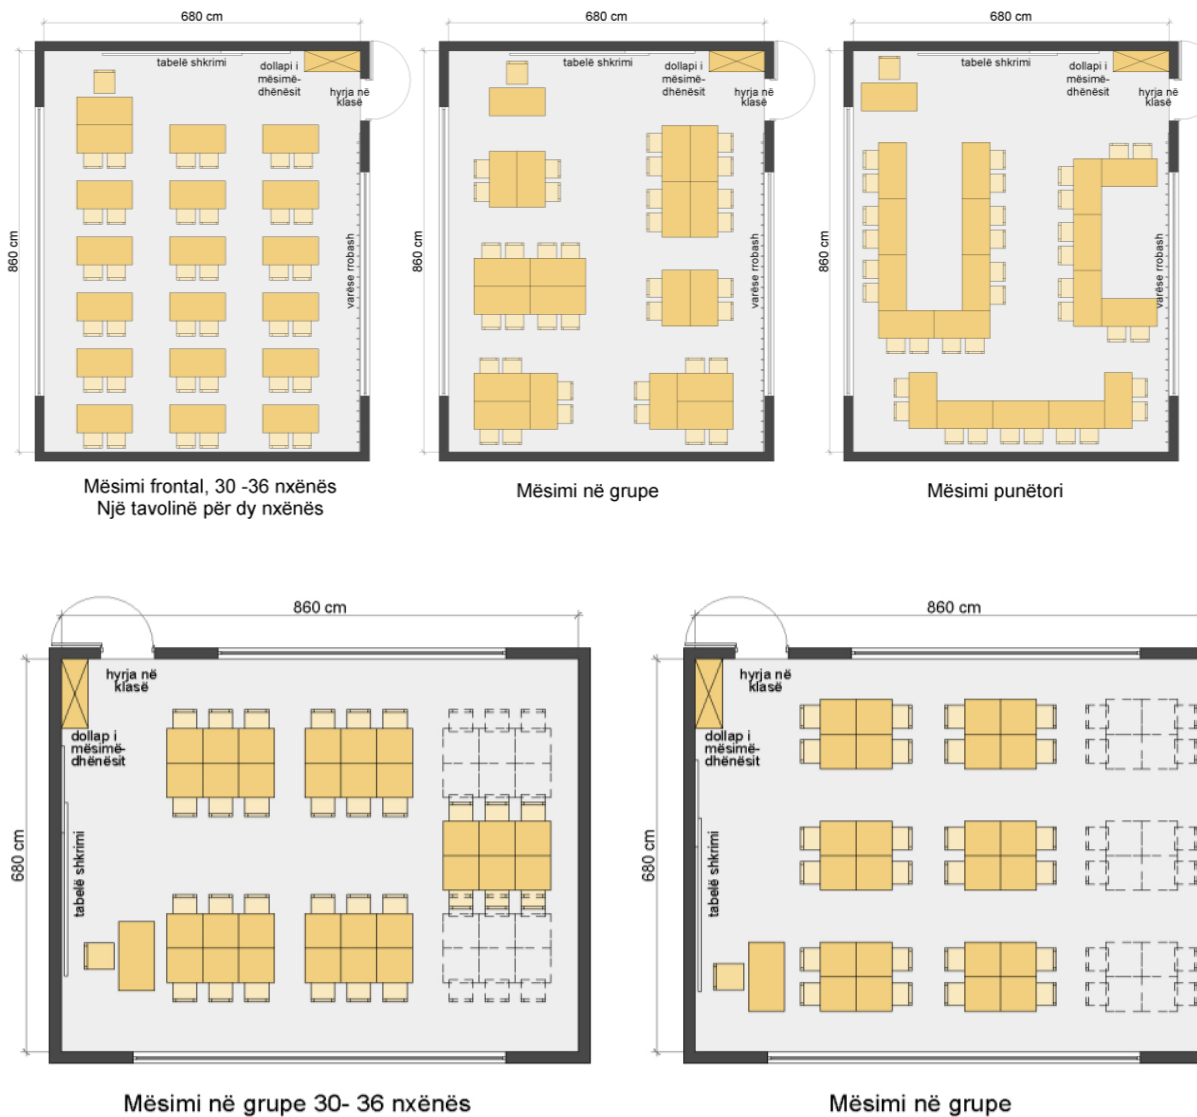 680 cm
680 cm
680 cm
tabelë shkrimi
dollapi i
mësimë-
dhënësit
hyrja në
klasë
860 cm
varëse rrobash
tabelë shkrimi
dollapi i
mësimë-
dhënësit
hyrja në
klasë
860 cm
varëse rrobash
tabelë shkrimi
dollapi i
mësimë-
dhënësit
hyrja në
klasë
860 cm
varëse rrobash
Mësimi frontal, 30 -36 nxënës
Një tavolinë për dy nxënës
Mësimi në grupe
Mësimi punëtori
860 cm
hyrja në
klasë
dollap i
mësimë-
dhënësit
680 cm
tabelë shkrimi
Mësimi në grupe 30- 36 nxënës
860 cm
hyrja në
klasë
dollap i
mësimë-
dhënësit
680 cm
tabelë shkrimi
Mësimi në grupe